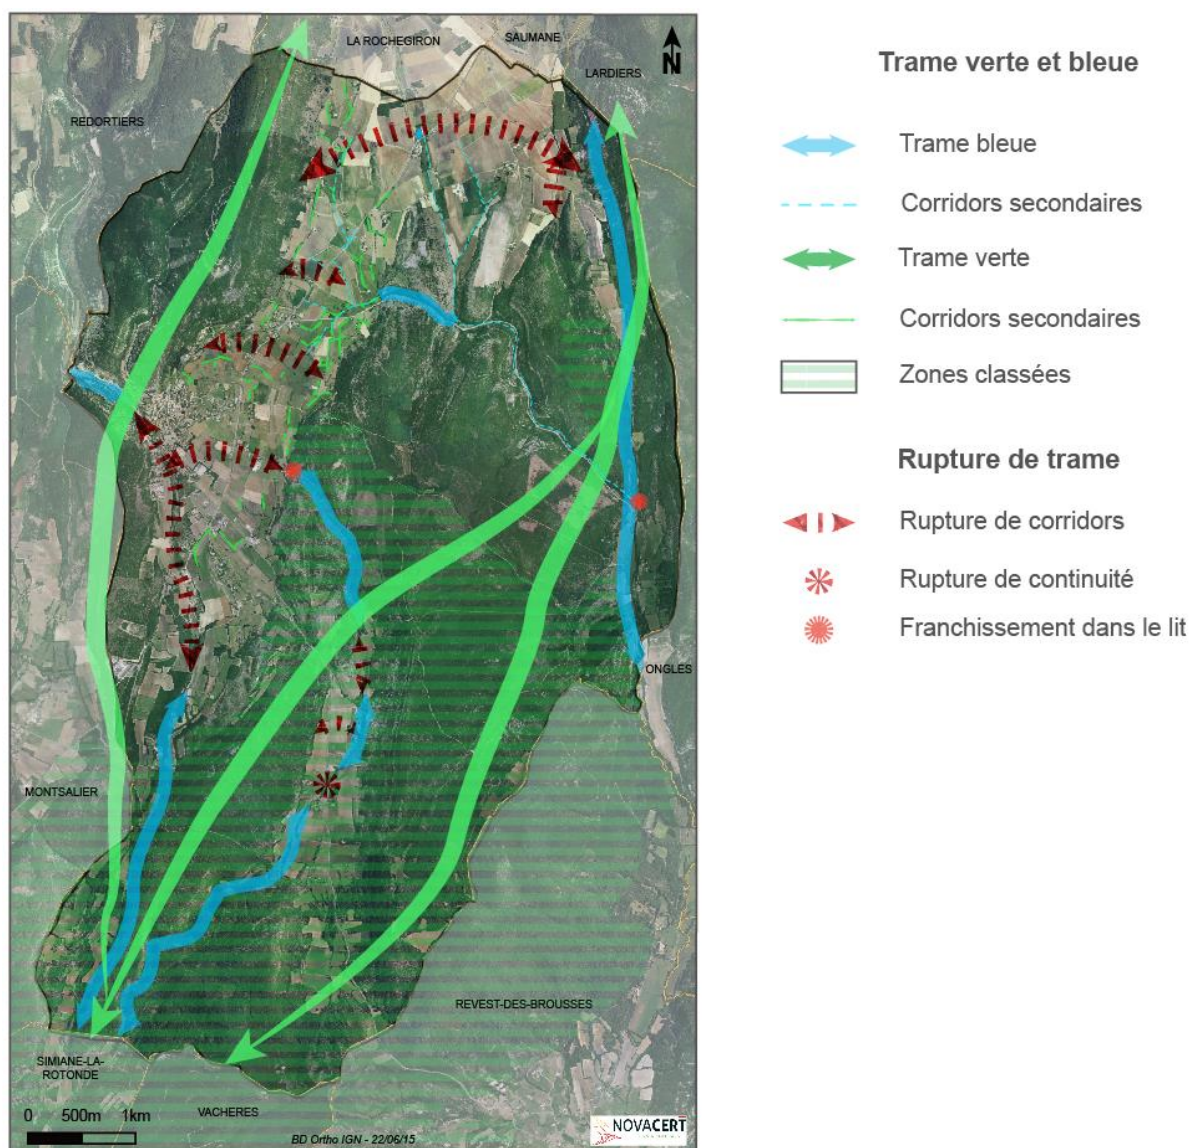 LA ROCHEGIRON
SAUMANE
LARDIERS
N
REDORTIERS
MONTSALIER
ONGLES
REVEST-DES-BROUSSES
SIMIANE-LA-
ROTONDE
VACHERES
0 500m 1km
BD Ortho IGN - 22/06/15
NOVACERT
Trame verte et bleue
Trame bleue
Corridors secondaires
Trame verte
Corridors secondaires
Zones classées
Rupture de trame
Rupture de corridors
Rupture de continuité
Franchissement dans le lit